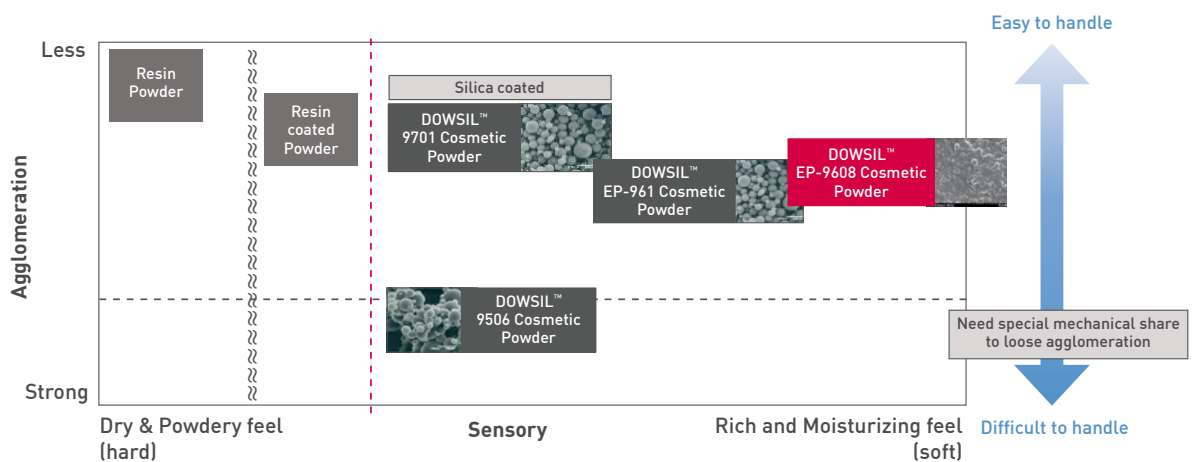 Easy to handle
Less
Resin
Powder
Resin
coated
Powder
Silica coated
DOWSIL™
9701 Cosmetic
Powder
DOWSIL™
EP-961 Cosmetic
Powder
DOWSIL™
EP-9608 Cosmetic
Powder
Agglomeration
DOWSIL™
9506 Cosmetic
Powder
Need special mechanical share
to loose agglomeration
Strong
Dry & Powdery feel
(hard)
Sensory
Rich and Moisturizing feel
(soft)
Difficult to handle